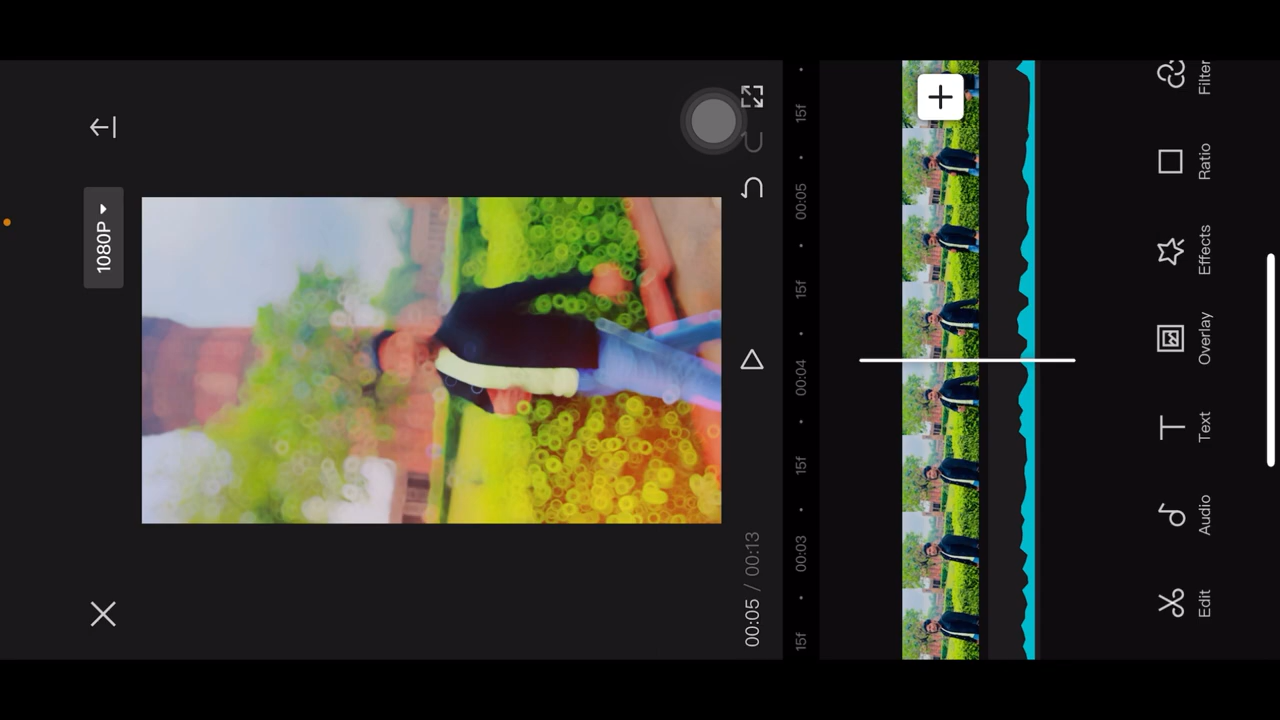 1080P
00:05 / 00:13
15f
00:03
15f
00:04
15f
00:05
15f
Edit
Audio
Text
Overlay
Effects
Ratio
Filter